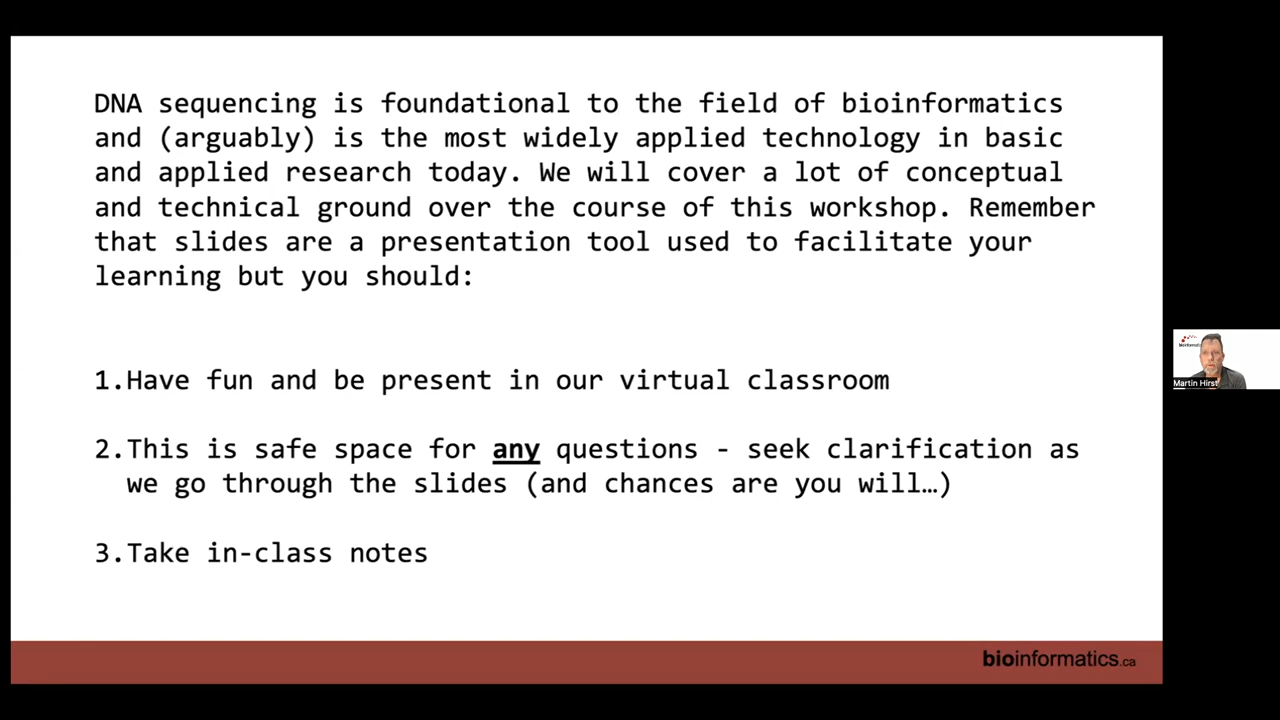 DNA sequencing is foundational to the field of bioinformatics
and (arguably) is the most widely applied technology in basic
and applied research today. We will cover a lot of conceptual
and technical ground over the course of this workshop. Remember
that slides are a presentation tool used to facilitate your
learning but you should:
1.Have fun and be present in our virtual classroom
2.This is safe space for any questions - seek clarification as
we go through the slides (and chances are you will…)
3.Take in-class notes
bioinformatics.ca
Martin Hirst